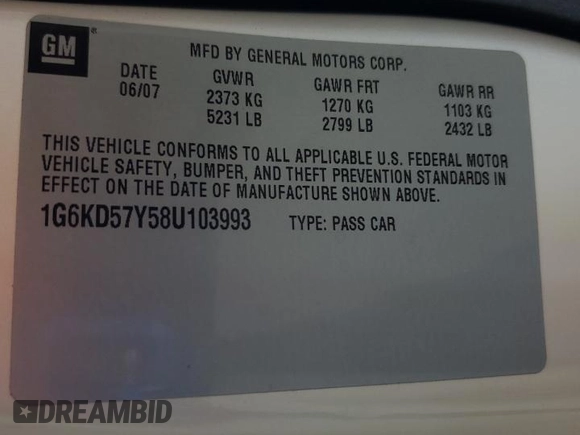 GM
MFD BY GENERAL MOTORS CORP.
DATE GVWR GAWR FRT GAWR RR
06/07 2373 KG 1270 KG 1103 KG
5231 LB 2799 LB 2432 LB
THIS VEHICLE CONFORMS TO ALL APPLICABLE U.S. FEDERAL MOTOR
VEHICLE SAFETY, BUMPER, AND THEFT PREVENTION STANDARDS IN
EFFECT ON THE DATE OF MANUFACTURE SHOWN ABOVE.
1G6KD57Y58U103993 TYPE: PASS CAR
DREAMBID